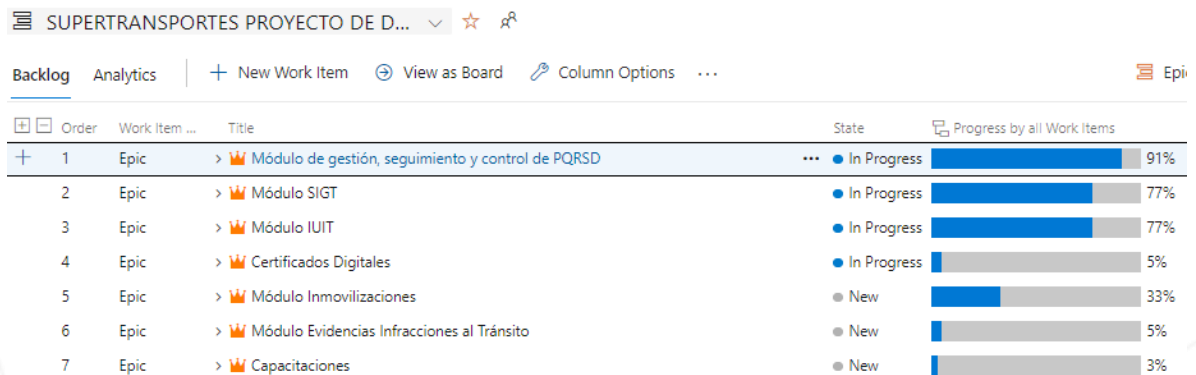 SUPERTRANSPORTES PROYECTO DE D...
Backlog Analytics + New Work Item View as Board Column Options ... Epi
Order Work Item ... Title State Progress by all Work Items
1 Epic Módulo de gestión, seguimiento y control de PQRSD ... In Progress 91%
2 Epic Módulo SIGT In Progress 77%
3 Epic Módulo IUIT In Progress 77%
4 Epic Certificados Digitales In Progress 5%
5 Epic Módulo Inmovilizaciones New 33%
6 Epic Módulo Evidencias Infracciones al Tránsito New 5%
7 Epic Capacitaciones New 3%